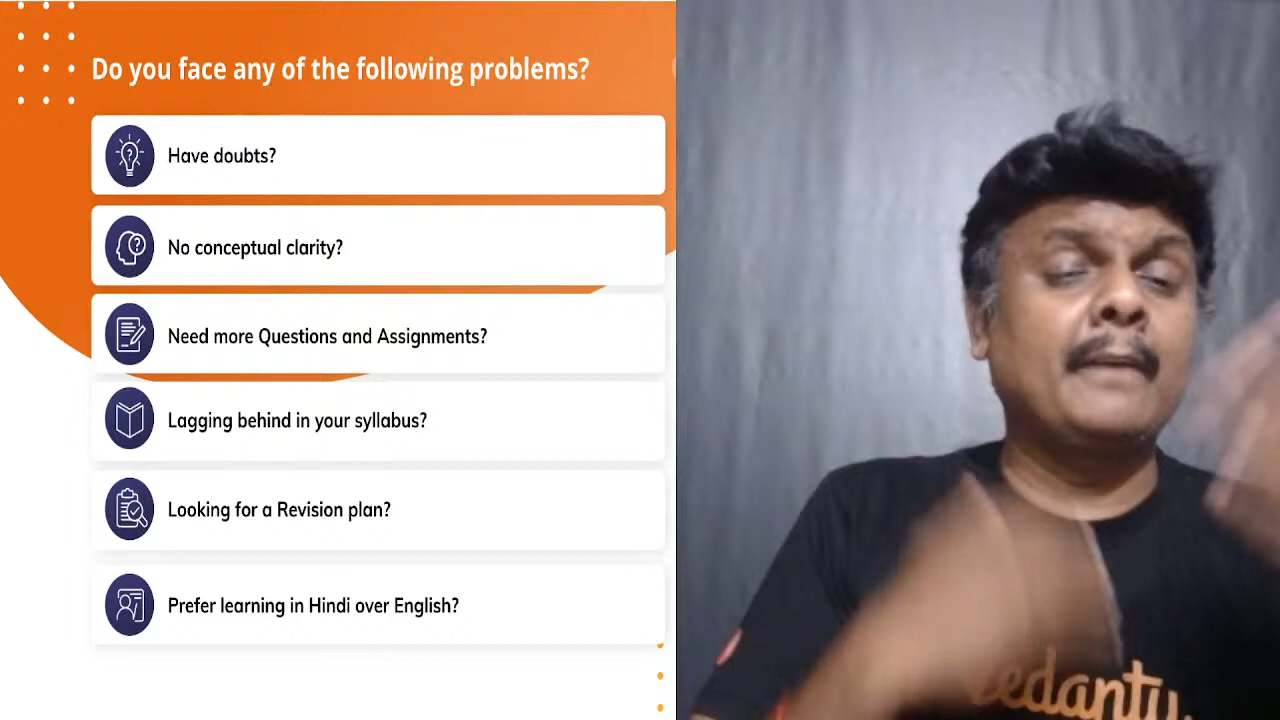 Do you face any of the following problems?
Have doubts?
No conceptual clarity?
Need more Questions and Assignments?
Lagging behind in your syllabus?
Looking for a Revision plan?
Prefer learning in Hindi over English?